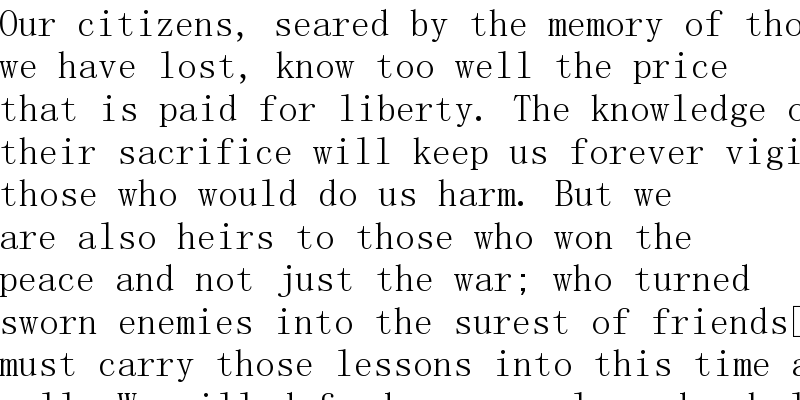 Our citizens, seared by the memory of
we have lost, know too well the price
that is paid for liberty. The knowledge
their sacrifice will keep us forever
those who would do us harm. But we
are also heirs to those who won the
peace and not just the war; who turned
sworn enemies into the surest of friends
must carry those lessons into this time